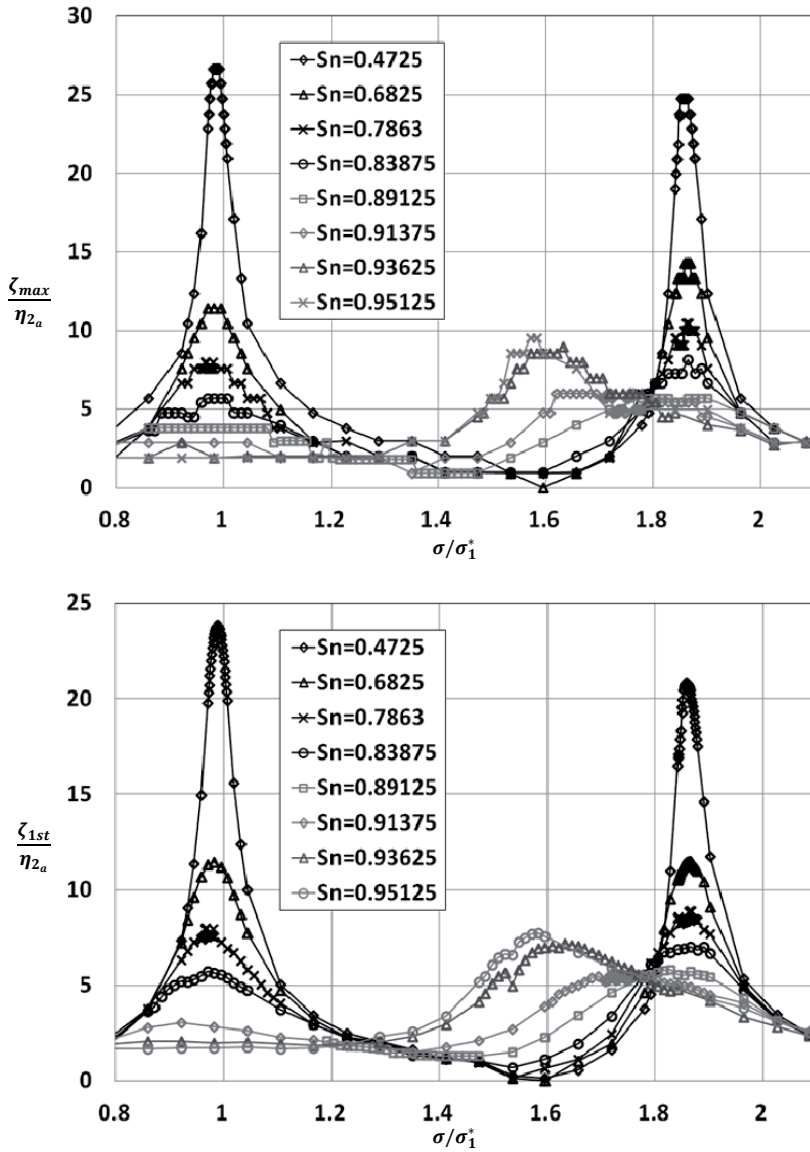 30
25
20
15
10
5
0
ζmax
η2a
Sn=0.4725
Sn=0.6825
Sn=0.7863
Sn=0.83875
Sn=0.89125
Sn=0.91375
Sn=0.93625
Sn=0.95125
0.8 1 1.2 1.4 1.6 1.8 2
σ/σ1*
25
20
15
10
5
0
ζ1st
η2a
Sn=0.4725
Sn=0.6825
Sn=0.7863
Sn=0.83875
Sn=0.89125
Sn=0.91375
Sn=0.93625
Sn=0.95125
0.8 1 1.2 1.4 1.6 1.8 2
σ/σ1*